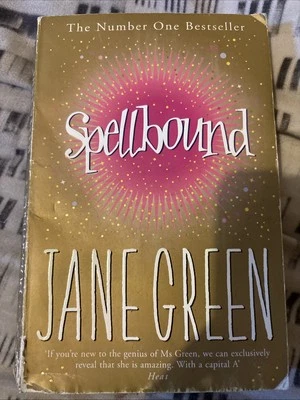 The Number One Bestseller
Spellbound
JANE GREEN
'If you're new to the genius of Ms Green, we can exclusively
reveal that she is amazing. With a capital A'
Heat